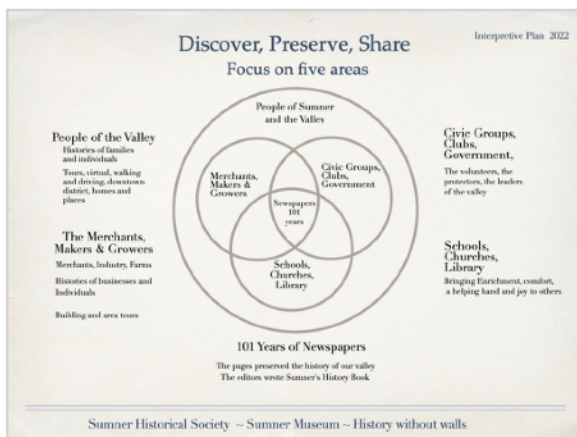 Interpretive Plan 2022
Discover, Preserve, Share
Focus on five areas
People of Sumner
and the Valley
Merchants,
Makers &
Growers
Civic Groups,
Clubs,
Government
Newspapers
101
years
Schools,
Churches,
Library
People of the Valley
Histories of families
and individuals
Tours, virtual, walking
and driving, downtown
district, homes and
places
The Merchants,
Makers & Growers
Merchants, Industry, Farms
Histories of businesses and
Individuals
Building and area tours
Civic Groups,
Clubs,
Government,
The volunteers, the
protectors, the leaders
of the valley
Schools,
Churches,
Library
Bringing Enrichment, comfort,
a helping hand and joy to others
101 Years of Newspapers
The pages preserved the history of our valley
The editors wrote Sumner's History Book
Sumner Historical Society ~ Sumner Museum ~ History without walls